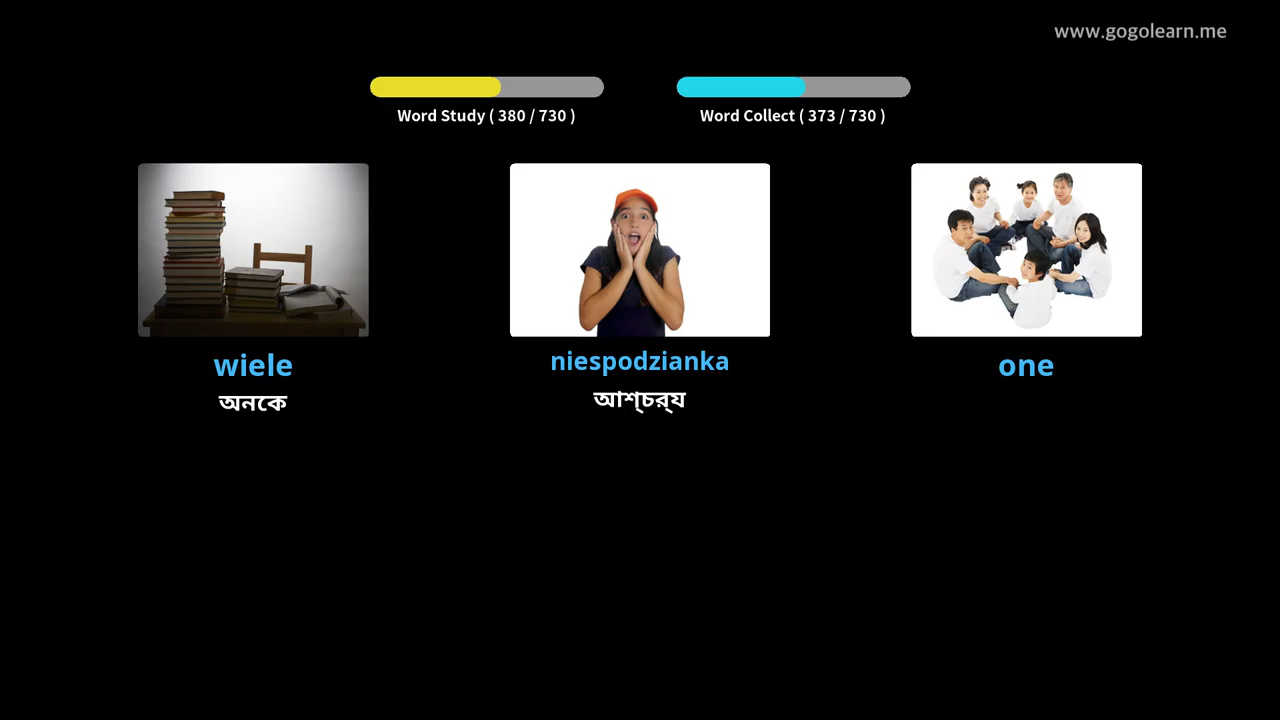 www.gogolearn.me
Word Study ( 380 / 730 )
Word Collect ( 373 / 730 )
wiele
niespodzianka
one
অনেক
আশ্চর্য